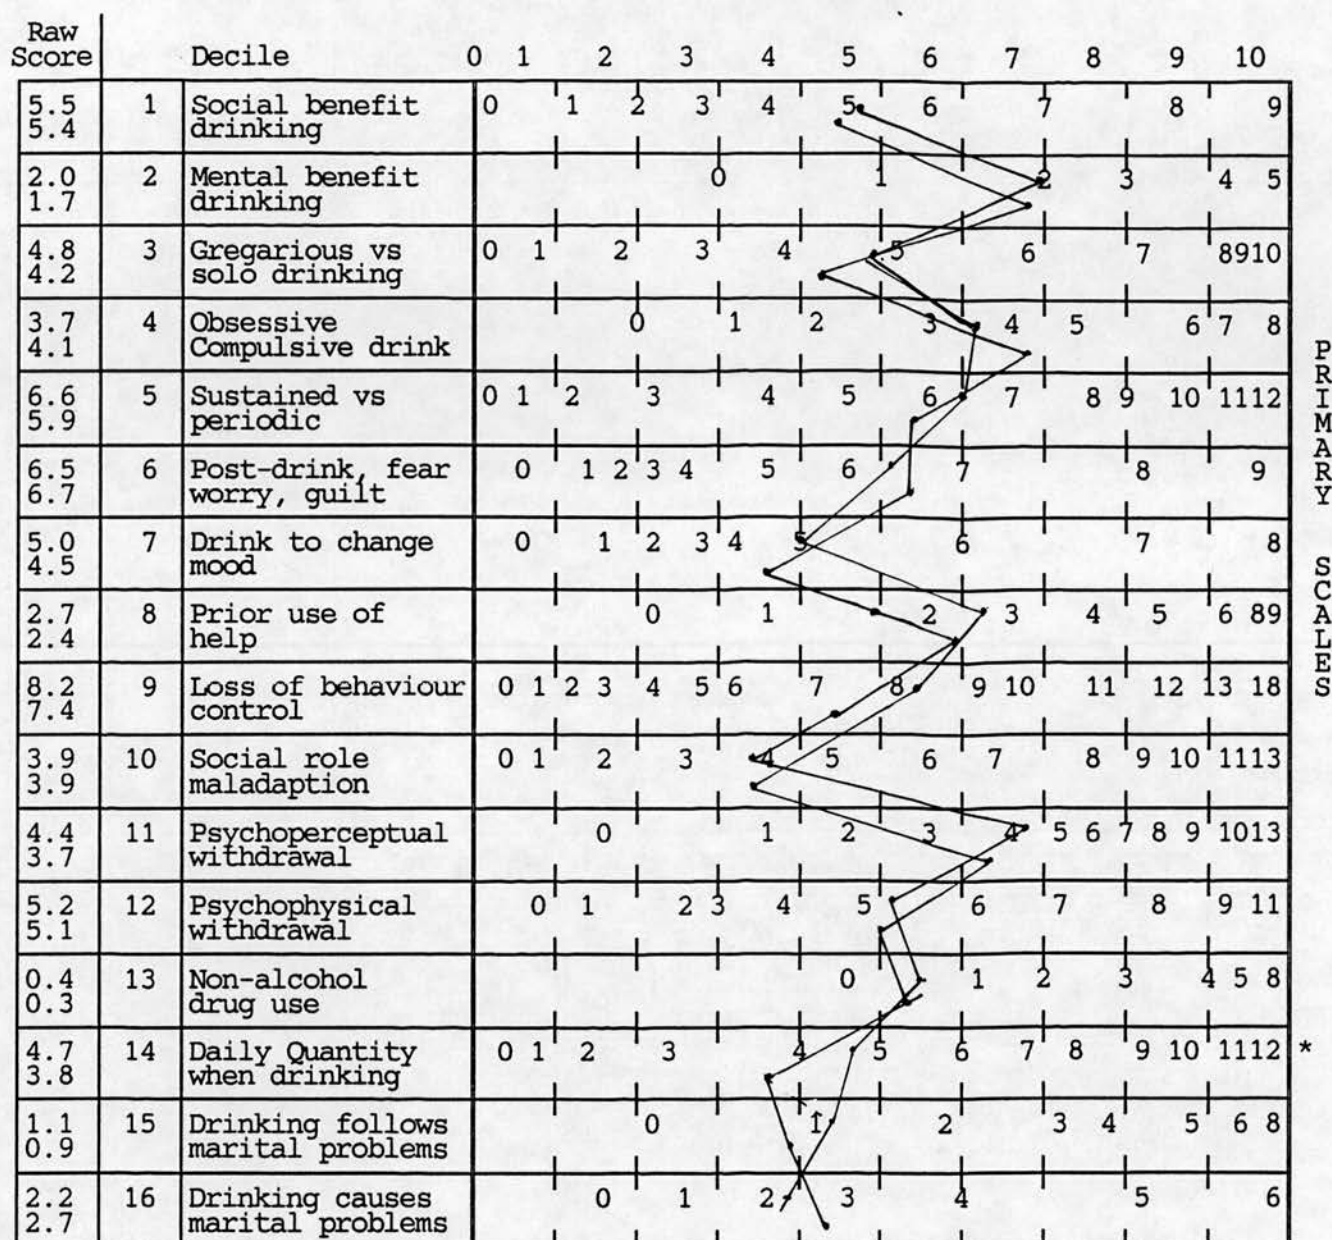 Raw
Score Decile 0 1 2 3 4 5 6 7 8 9 10
5.5 1 Social benefit 0 1 2 3 4 5 6 7 8 9
5.4 drinking
2.0 2 Mental benefit 0 1 2 3 4 5
1.7 drinking
4.8 3 Gregarious vs 0 1 2 3 4 5 6 7 8910
4.2 solo drinking
3.7 4 Obsessive 0 1 2 3 4 5 6 7 8
4.1 Compulsive drink
6.6 5 Sustained vs 0 1 2 3 4 5 6 7 8 9 10 1112
5.9 periodic
6.5 6 Post-drink, fear 0 1 2 3 4 5 6 7 8 9
6.7 worry, guilt
5.0 7 Drink to change 0 1 2 3 4 5 6 7 8
4.5 mood
2.7 8 Prior use of 0 1 2 3 4 5 6 89
2.4 help
8.2 9 Loss of behaviour 0 1 2 3 4 5 6 7 8 9 10 11 12 13 18
7.4 control
3.9 10 Social role 0 1 2 3 4 5 6 7 8 9 10 1113
3.9 maladaption
4.4 11 Psychoperceptual 0 1 2 3 4 5 6 7 8 9 1013
3.7 withdrawal
5.2 12 Psychophysical 0 1 2 3 4 5 6 7 8 9 11
5.1 withdrawal
0.4 13 Non-alcohol 0 1 2 3 4 5 8
0.3 drug use
4.7 14 Daily Quantity 0 1 2 3 4 5 6 7 8 9 10 1112 *
3.8 when drinking
1.1 15 Drinking follows 0 1 2 3 4 5 6 8
0.9 marital problems
2.2 16 Drinking causes 0 1 2 3 4 5 6
2.7 marital problems
PRIMARY SCALES